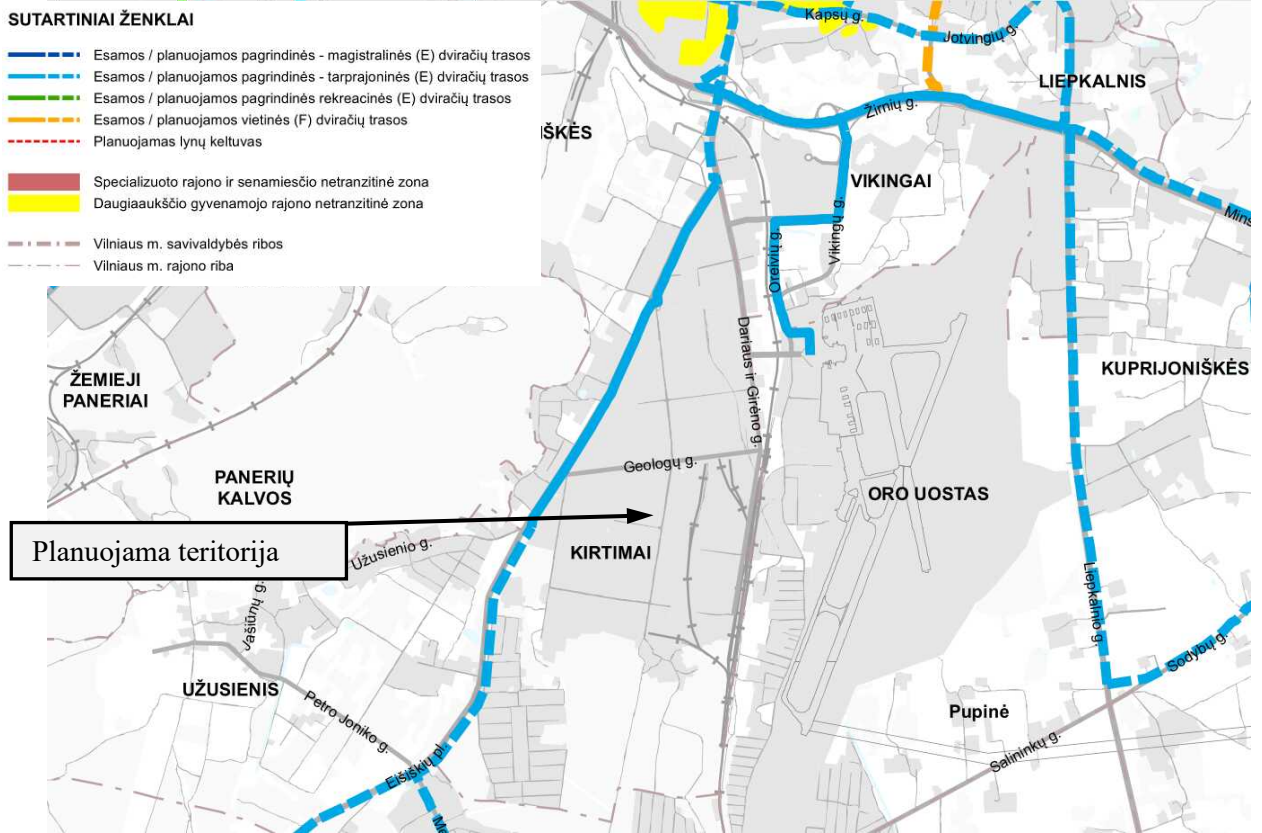 SUTARTINIAI ŽENKLAI
Esamos / planuojamos pagrindinės - magistralinės (E) dviračių trasos
Esamos / planuojamos pagrindinės - tarprajoninės (E) dviračių trasos
Esamos / planuojamos pagrindinės rekreacinės (E) dviračių trasos
Esamos / planuojamos vietinės (F) dviračių trasos
Planuojamas lynų keltuvas
Specializuoto rajono ir senamiesčio netranzitinė zona
Daugiaaukščio gyvenamojo rajono netranzitinė zona
Vilniaus m. savivaldybės ribos
Vilniaus m. rajono riba
Kapsų g.
Jotvingių g.
LIEPKALNIS
Žirnių g.
IŠKĖS
VIKINGAI
Mins
Vikingų g.
Oreivių g.
Dariaus ir Girėno g.
ŽEMIEJI
PANERIAI
KUPRIJONIŠKĖS
Geologų g.
PANERIŲ
KALVOS
ORO UOSTAS
Planuojama teritorija
Užusienio g.
KIRTIMAI
Jašiūnų g.
Liepkalnio g.
Sodybų g.
UŽUSIENIS
Petro Joniko g.
Pupinė
Salininkų g.
Eišiškių pl.
Me